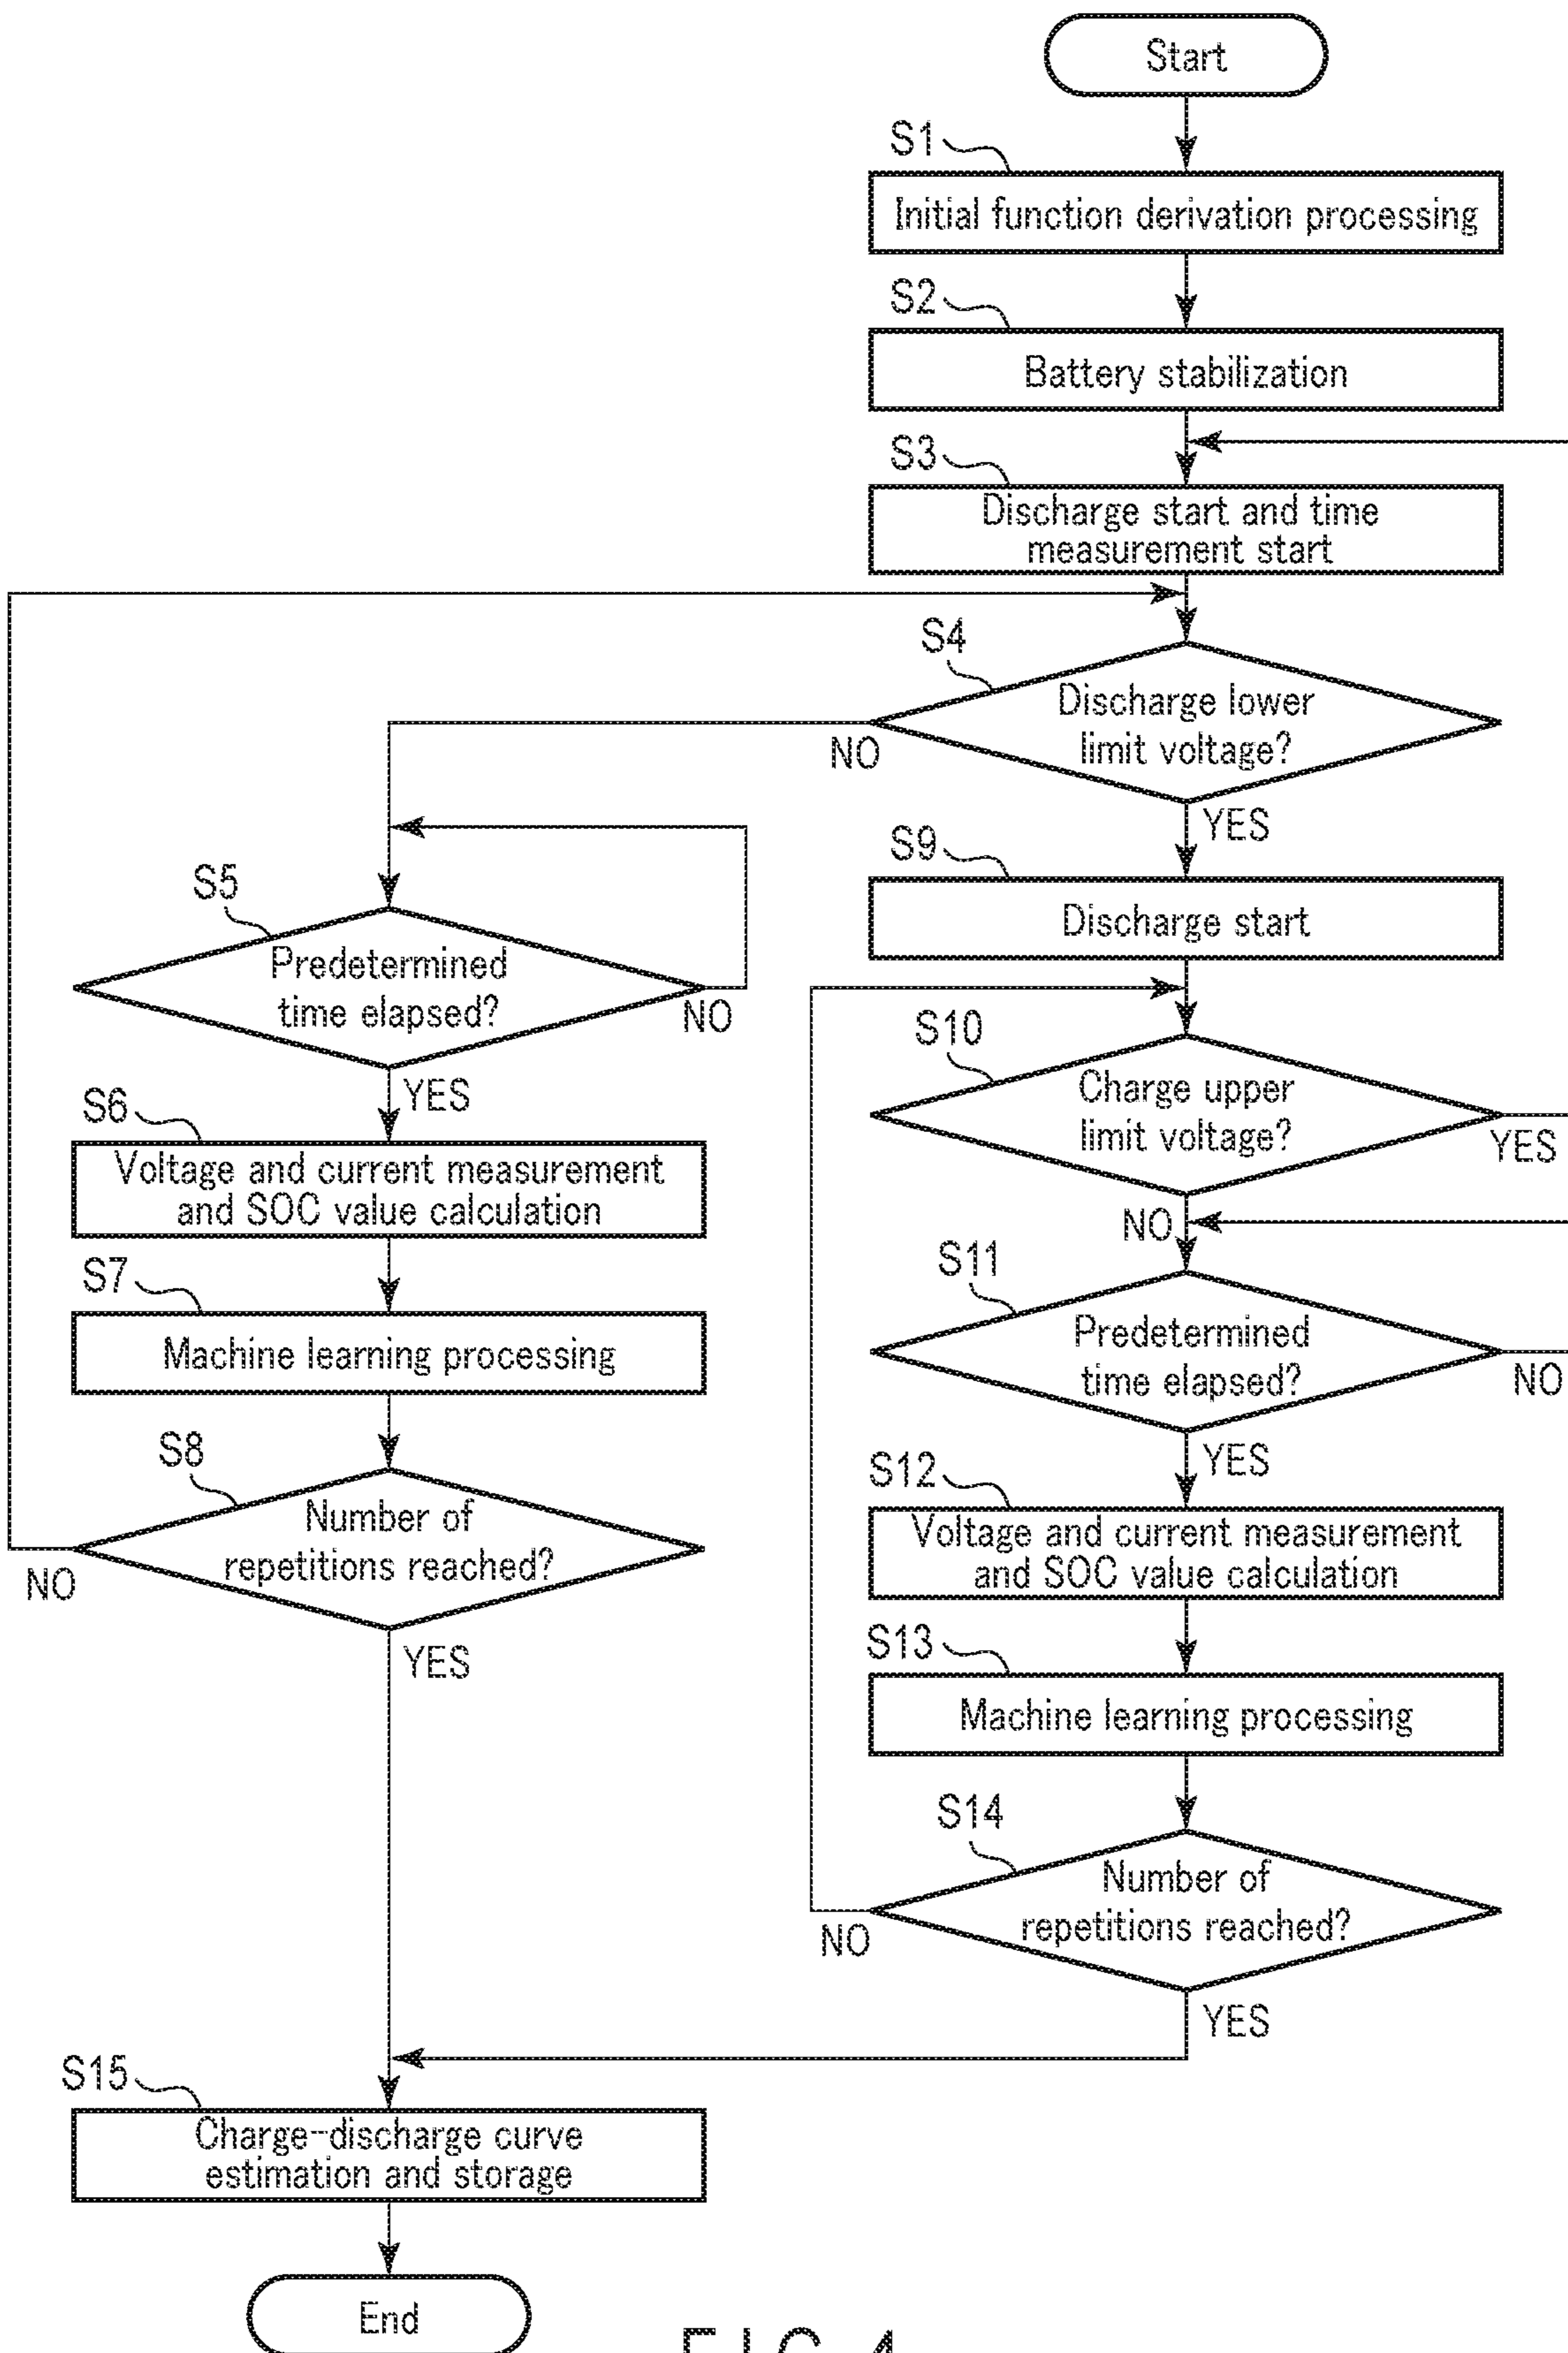 Start
S1
Initial function derivation processing
S2
Battery stabilization
S3
Discharge start and time
measurement start
S4
Discharge lower
limit voltage?
NO
YES
S5
Predetermined
time elapsed?
NO
YES
S6
Voltage and current measurement
and SOC value calculation
S7
Machine learning processing
S8
Number of
repetitions reached?
NO
YES
S9
Discharge start
S10
Charge upper
limit voltage?
YES
NO
S11
Predetermined
time elapsed?
NO
YES
S12
Voltage and current measurement
and SOC value calculation
S13
Machine learning processing
S14
Number of
repetitions reached?
NO
YES
S15
Charge-discharge curve
estimation and storage
End